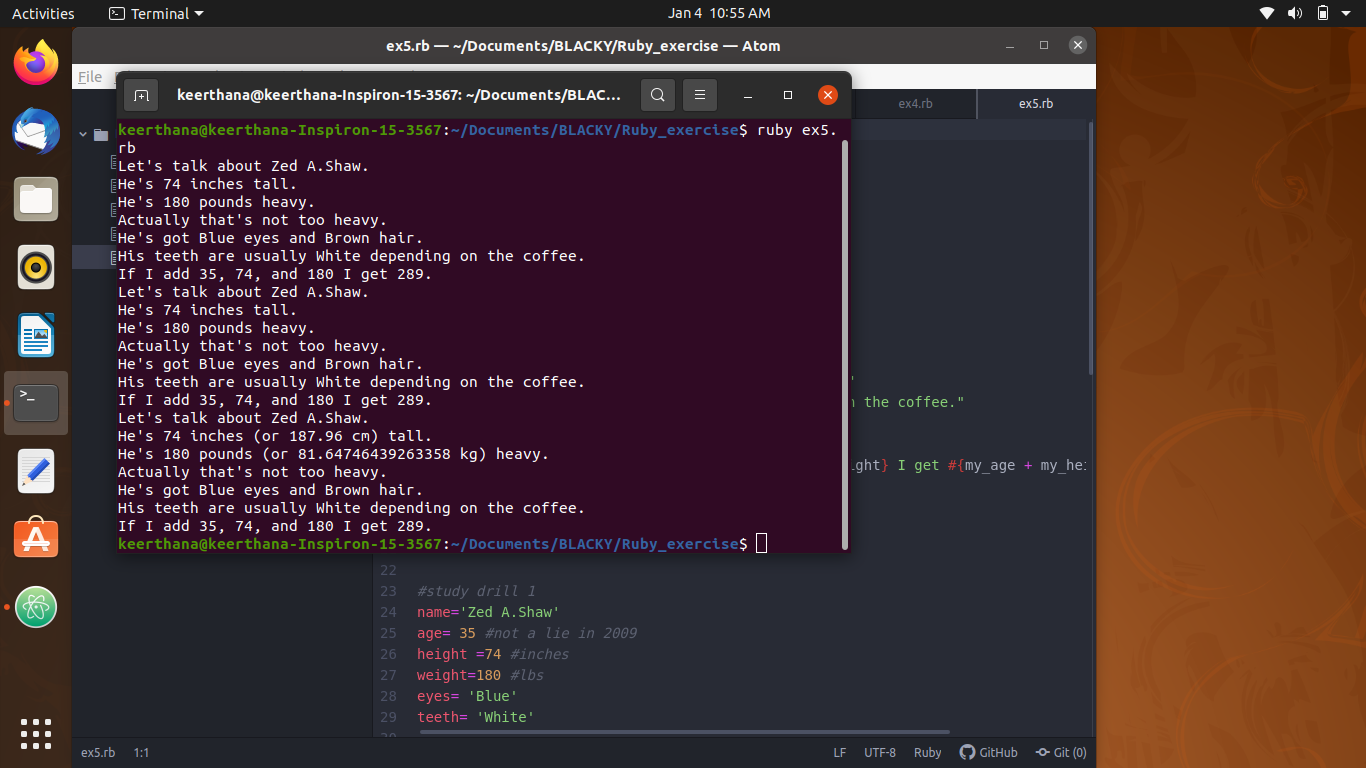 Activities
Terminal
Jan 4 10:55 AM
ex5.rb — ~/Documents/BLACKY/Ruby_exercise — Atom
File
keerthana@keerthana-Inspiron-15-3567: ~/Documents/BLAC...
ex4.rb
ex5.rb
keerthana@keerthana-Inspiron-15-3567:~/Documents/BLACKY/Ruby_exercise$ ruby ex5.
rb
Let's talk about Zed A.Shaw.
He's 74 inches tall.
He's 180 pounds heavy.
Actually that's not too heavy.
He's got Blue eyes and Brown hair.
His teeth are usually White depending on the coffee.
If I add 35, 74, and 180 I get 289.
Let's talk about Zed A.Shaw.
He's 74 inches tall.
He's 180 pounds heavy.
Actually that's not too heavy.
He's got Blue eyes and Brown hair.
His teeth are usually White depending on the coffee.
If I add 35, 74, and 180 I get 289.
Let's talk about Zed A.Shaw.
He's 74 inches (or 187.96 cm) tall.
He's 180 pounds (or 81.64746439263358 kg) heavy.
Actually that's not too heavy.
He's got Blue eyes and Brown hair.
His teeth are usually White depending on the coffee.
If I add 35, 74, and 180 I get 289.
keerthana@keerthana-Inspiron-15-3567:~/Documents/BLACKY/Ruby_exercise$
the coffee."
ght} I get #{my_age + my_hei
22
23 #study drill 1
24 name='Zed A.Shaw'
25 age= 35 #not a lie in 2009
26 height =74 #inches
27 weight=180 #lbs
28 eyes= 'Blue'
29 teeth= 'White'
ex5.rb 1:1
LF UTF-8 Ruby GitHub Git (0)